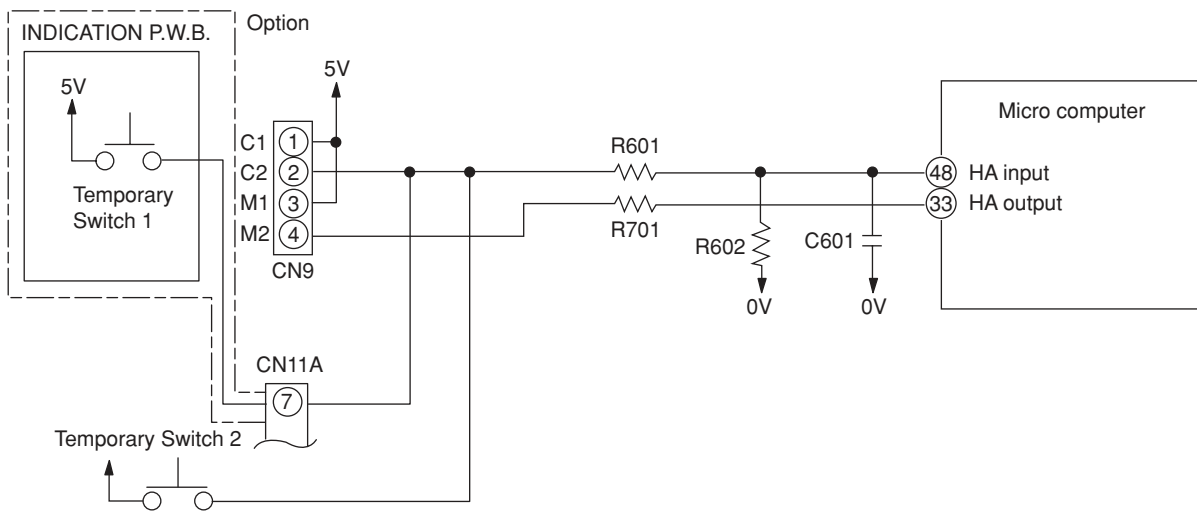 INDICATION P.W.B.
Option
5V
Temporary
Switch 1
5V
C1 1
C2 2
M1 3
M2 4
CN9
R601
R701
R602
C601
0V
0V
Micro computer
48 HA input
33 HA output
CN11A
7
Temporary Switch 2